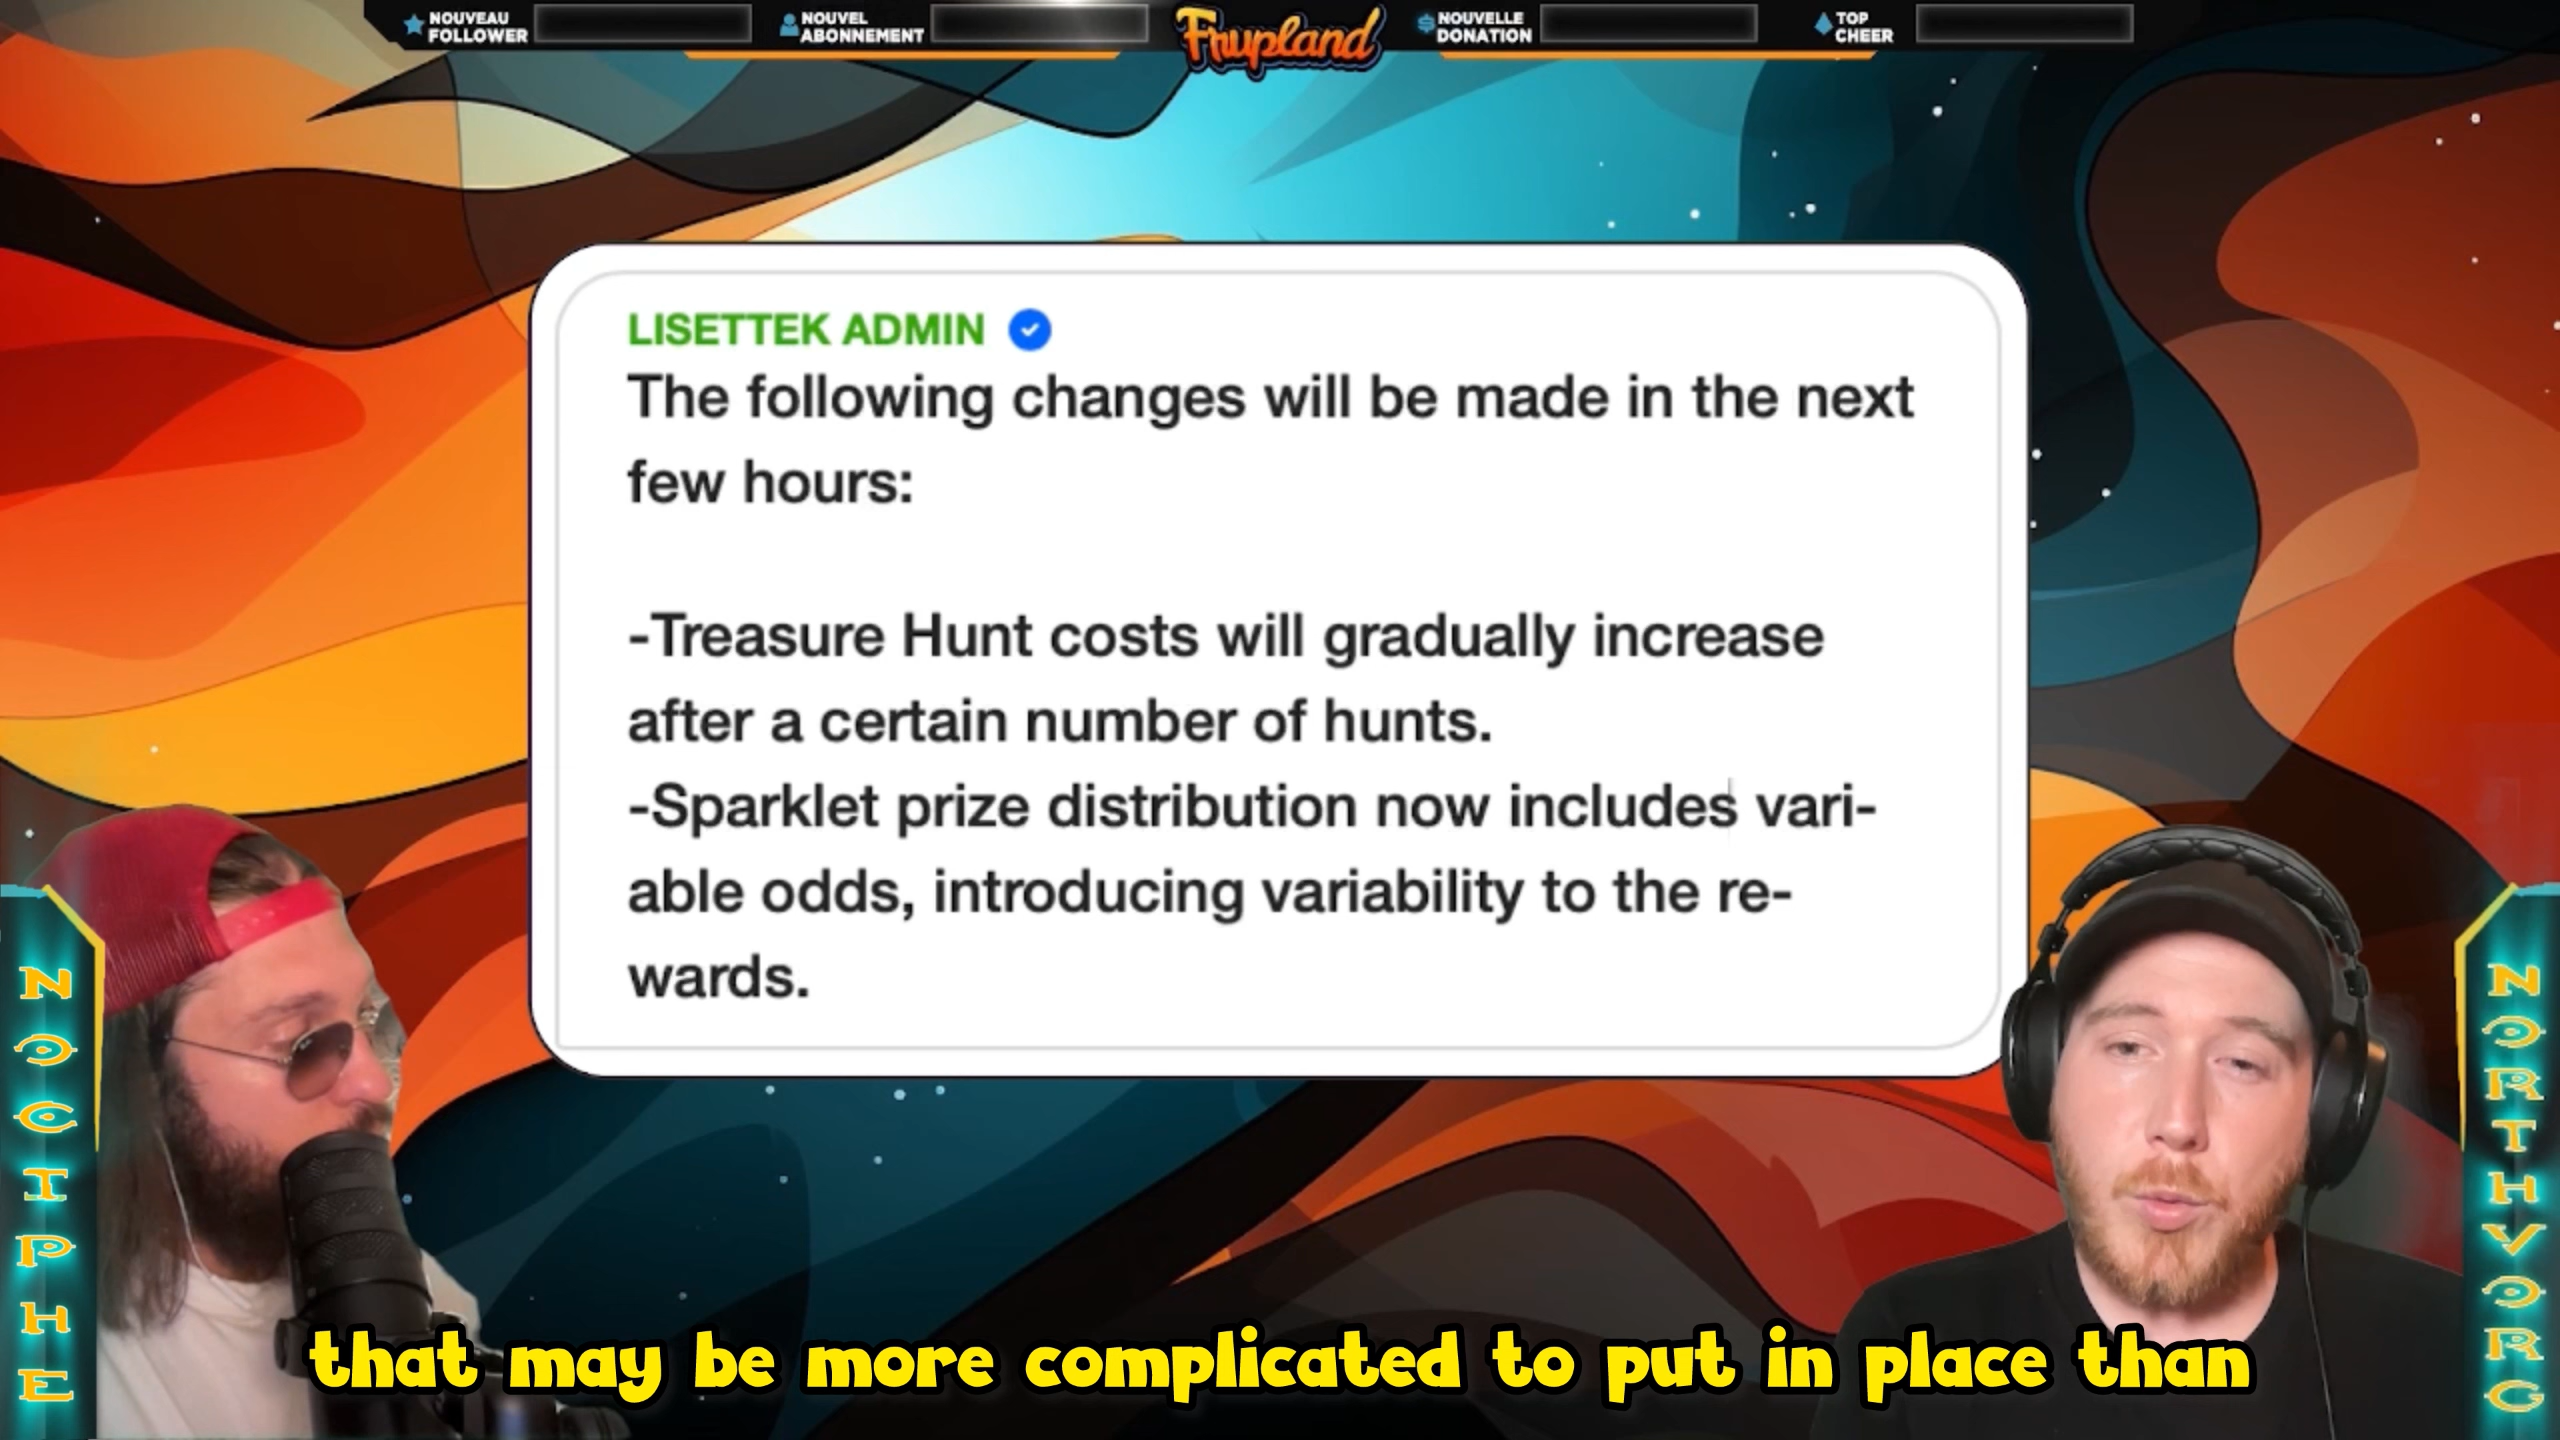 NOUVEAU
FOLLOWER
NOUVEL
ABONNEMENT
Frupland
NOUVELLE
DONATION
TOP
CHEER
LISETTEK ADMIN
The following changes will be made in the next
few hours:
-Treasure Hunt costs will gradually increase
after a certain number of hunts.
-Sparklet prize distribution now includes vari-
able odds, introducing variability to the re-
wards.
NOCIPHE
NORTHVORG
that may be more complicated to put in place than